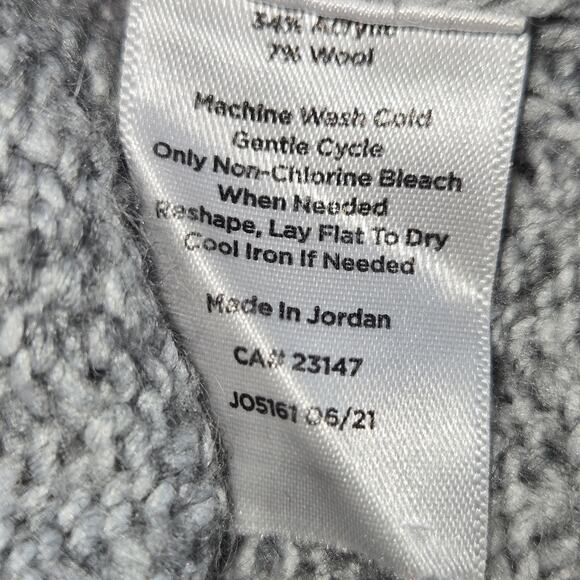 34% Acrylic
7% Wool
Machine Wash Cold
Gentle Cycle
Only Non-Chlorine Bleach
When Needed
Reshape, Lay Flat To Dry
Cool Iron If Needed
Made In Jordan
CA# 23147
JO5161 06/21